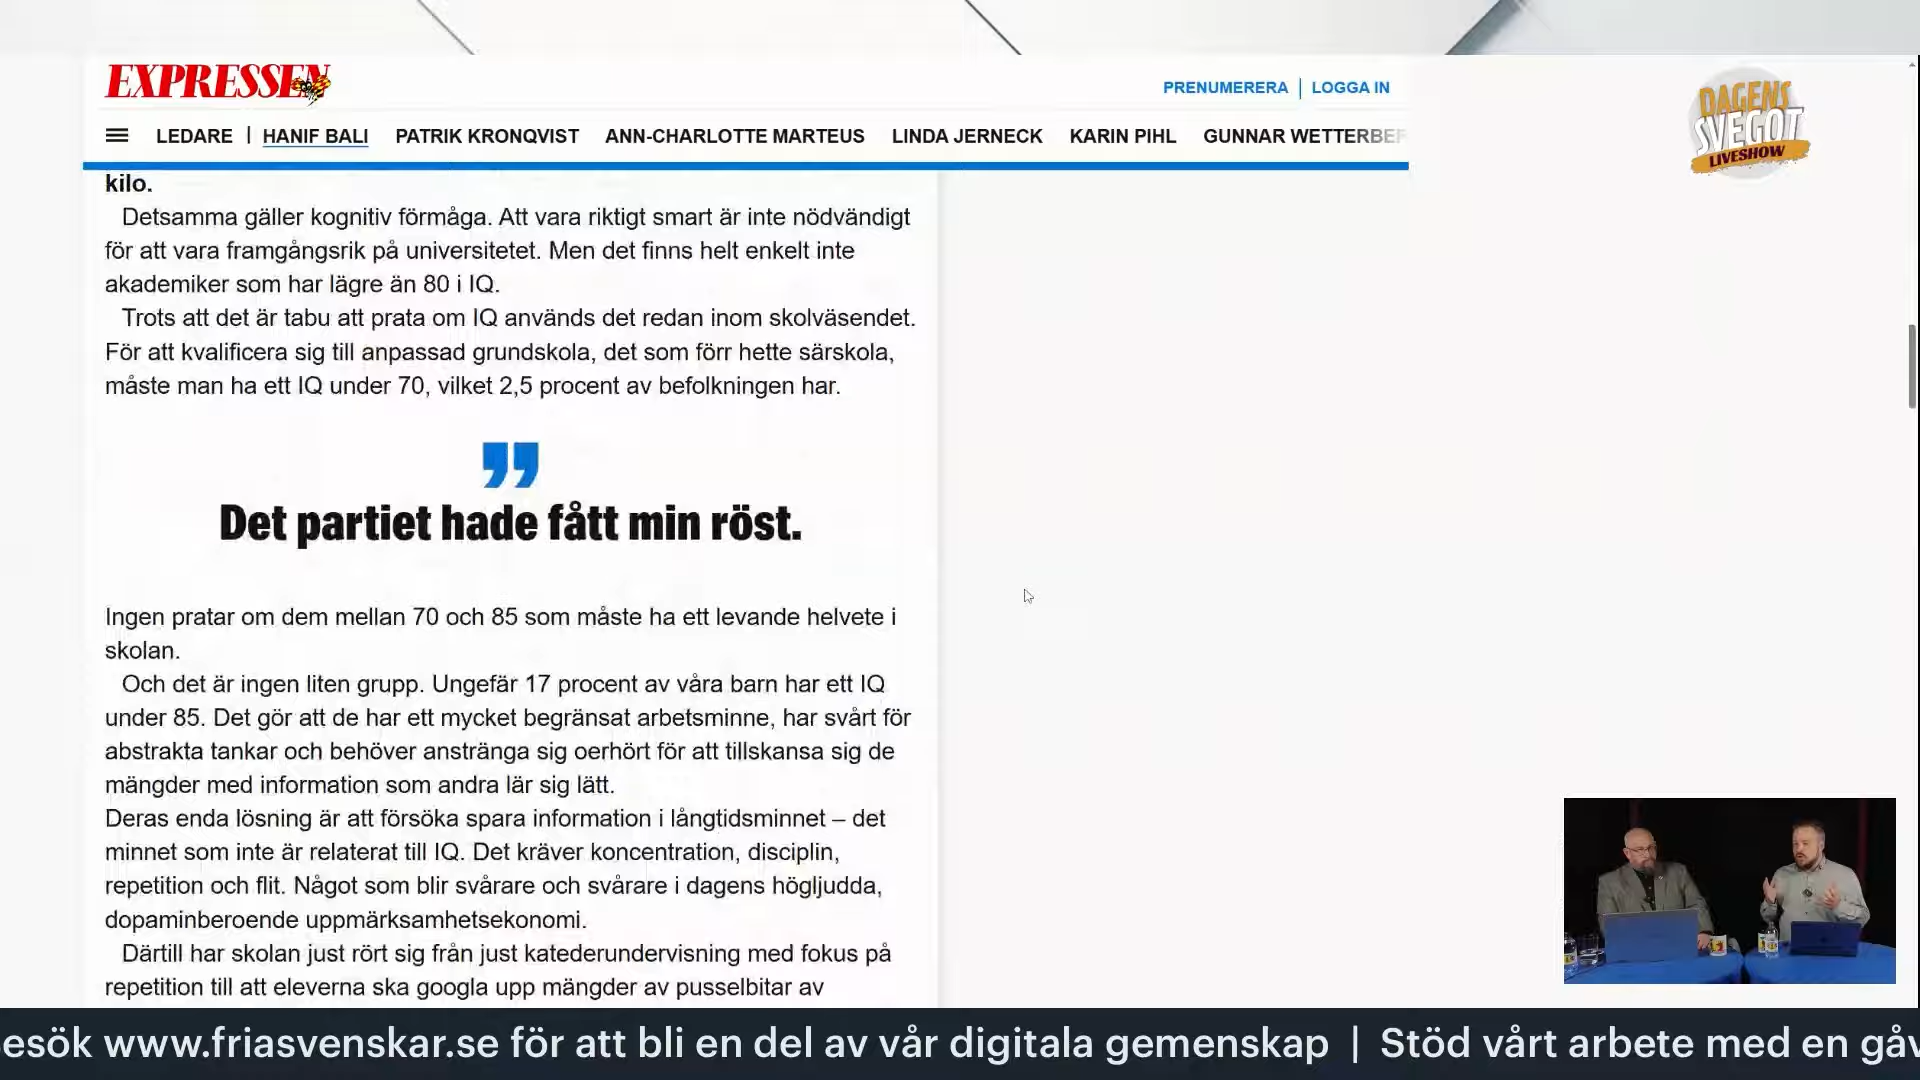 EXPRESSEN
PRENUMERERA | LOGGA IN
DAGENS
SVEGOT
LIVESHOW
LEDARE | HANIF BALI PATRIK KRONQVIST ANN-CHARLOTTE MARTEUS LINDA JERNECK KARIN PIHL GUNNAR WETTERBER
kilo.
Detsamma gäller kognitiv förmåga. Att vara riktigt smart är inte nödvändigt
för att vara framgångsrik på universitetet. Men det finns helt enkelt inte
akademiker som har lägre än 80 i IQ.
Trots att det är tabu att prata om IQ används det redan inom skolväsendet.
För att kvalificera sig till anpassad grundskola, det som förr hette särskola,
måste man ha ett IQ under 70, vilket 2,5 procent av befolkningen har.
”
Det partiet hade fått min röst.
Ingen pratar om dem mellan 70 och 85 som måste ha ett levande helvete i
skolan.
Och det är ingen liten grupp. Ungefär 17 procent av våra barn har ett IQ
under 85. Det gör att de har ett mycket begränsat arbetsminne, har svårt för
abstrakta tankar och behöver anstränga sig oerhört för att tillskansa sig de
mängder med information som andra lär sig lätt.
Deras enda lösning är att försöka spara information i långtidsminnet – det
minnet som inte är relaterat till IQ. Det kräver koncentration, disciplin,
repetition och flit. Något som blir svårare och svårare i dagens högljudda,
dopaminberoende uppmärksamhetsekonomi.
Därtill har skolan just rört sig från just katederundervisning med fokus på
repetition till att eleverna ska googla upp mängder av pusselbitar av
esök www.friasvenskar.se för att bli en del av vår digitala gemenskap | Stöd vårt arbete med en gåv